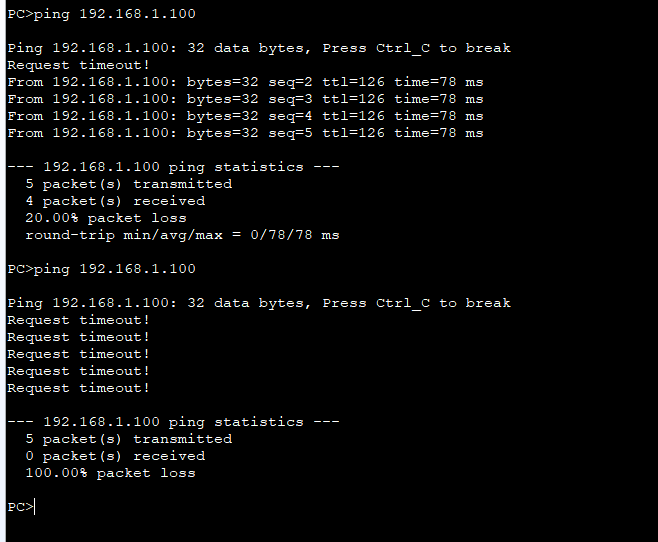 PC>ping 192.168.1.100
Ping 192.168.1.100: 32 data bytes, Press Ctrl_C to break
Request timeout!
From 192.168.1.100: bytes=32 seq=2 ttl=126 time=78 ms
From 192.168.1.100: bytes=32 seq=3 ttl=126 time=78 ms
From 192.168.1.100: bytes=32 seq=4 ttl=126 time=78 ms
From 192.168.1.100: bytes=32 seq=5 ttl=126 time=78 ms
--- 192.168.1.100 ping statistics ---
5 packet(s) transmitted
4 packet(s) received
20.00% packet loss
round-trip min/avg/max = 0/78/78 ms
PC>ping 192.168.1.100
Ping 192.168.1.100: 32 data bytes, Press Ctrl_C to break
Request timeout!
Request timeout!
Request timeout!
Request timeout!
Request timeout!
--- 192.168.1.100 ping statistics ---
5 packet(s) transmitted
0 packet(s) received
100.00% packet loss
PC>